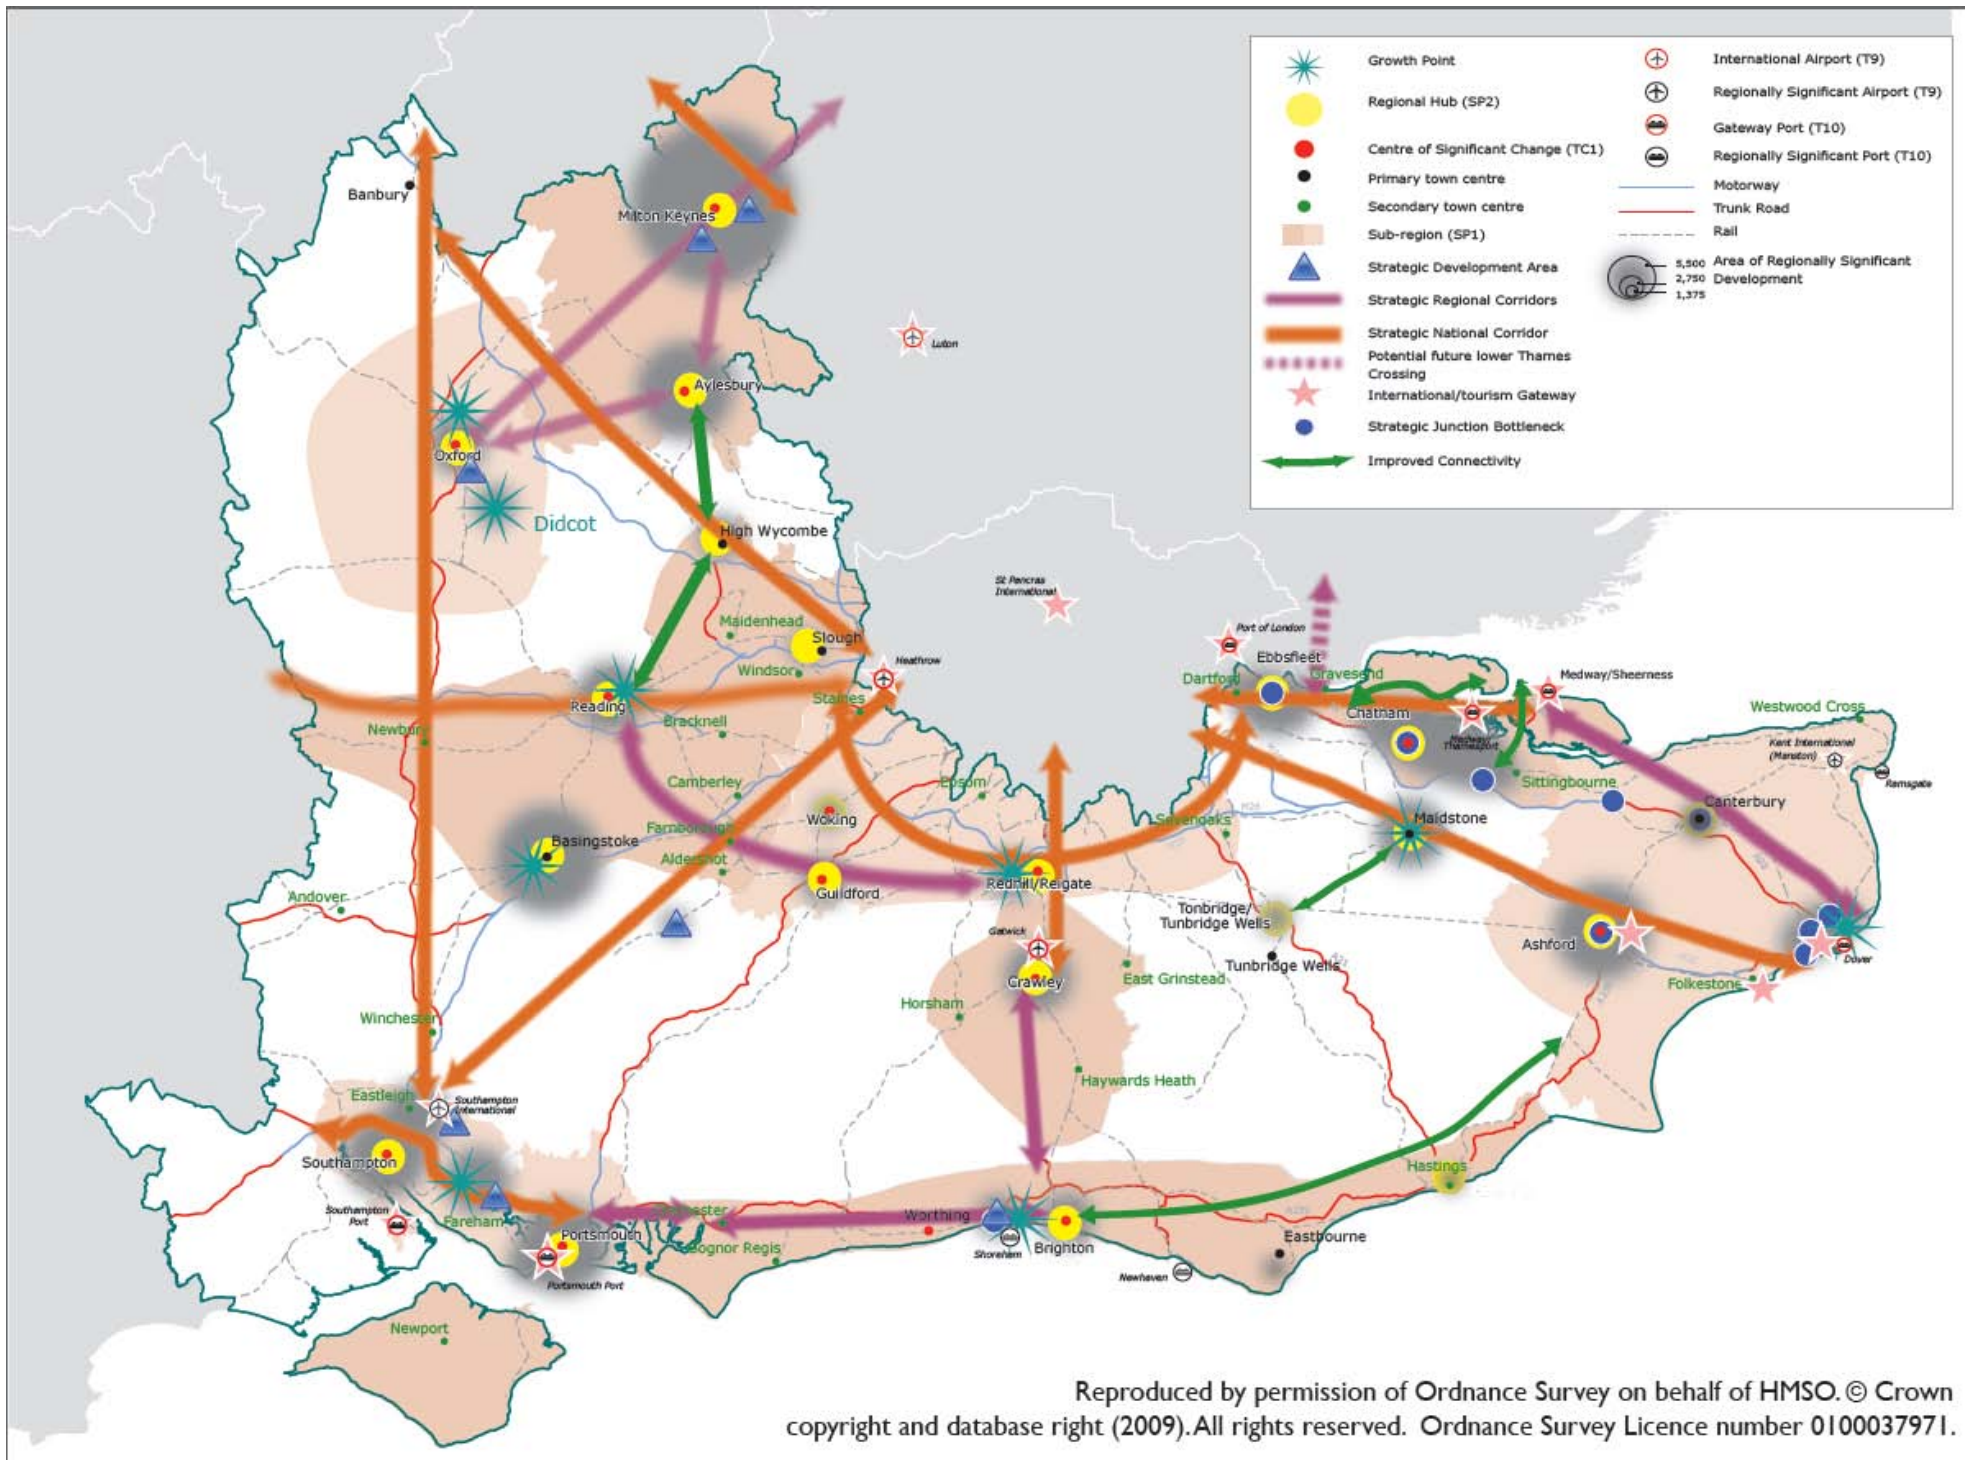 Growth Point
Regional Hub (SP2)
Centre of Significant Change (TC1)
Primary town centre
Secondary town centre
Sub-region (SP1)
Strategic Development Area
Strategic Regional Corridors
Strategic National Corridor
Potential future lower Thames
Crossing
International/tourism Gateway
Strategic Junction Bottleneck
Improved Connectivity
International Airport (T9)
Regionally Significant Airport (T9)
Gateway Port (T10)
Regionally Significant Port (T10)
Motorway
Trunk Road
Rail
5,500
2,750
1,375
Area of Regionally Significant
Development
Banbury
Milton Keynes
Luton
Aylesbury
Oxford
Didcot
High Wycombe
St Pancras
International
Maidenhead
Slough
Windsor
Heathrow
Staines
Reading
Bracknell
Newbury
Port of London
Ebbsfleet
Dartford
Gravesend
Medway/Sheerness
Chatham
Medway/
Thamesport
Westwood Cross
Kent International
(Manston)
Ramsgate
Sittingbourne
Camberley
Epsom
Woking
M26
Canterbury
Farnborough
Basingstoke
Sevenoaks
Maidstone
Aldershot
Redhill/Reigate
Guildford
Andover
Tonbridge/
Tunbridge Wells
Gatwick
Ashford
Dover
Tunbridge Wells
A21
Crawley
East Grinstead
Folkestone
Horsham
Winchester
Haywards Heath
Eastleigh
Southampton
International
Southampton
Hastings
Southampton
Port
Fareham
Worthing
Portsmouth
Bognor Regis
Shoreham
Brighton
Eastbourne
Newhaven
Portsmouth Port
Newport
Reproduced by permission of Ordnance Survey on behalf of HMSO. © Crown
copyright and database right (2009). All rights reserved. Ordnance Survey Licence number 0100037971.